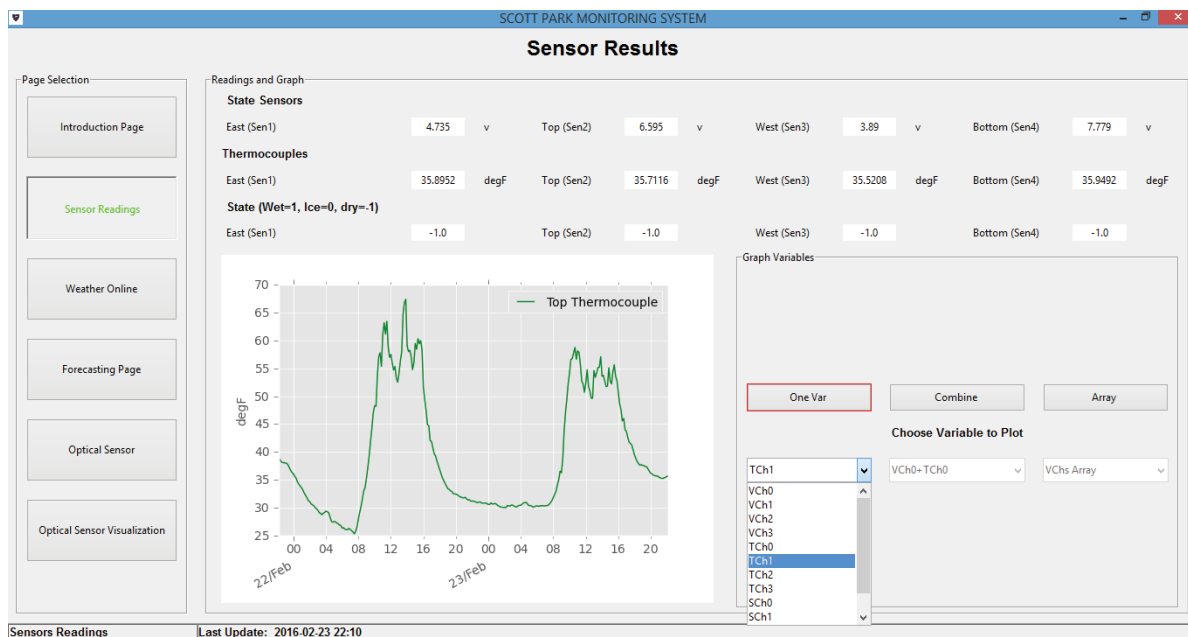 SCOTT PARK MONITORING SYSTEM
Sensor Results
Page Selection
Introduction Page
Sensor Readings
Weather Online
Forecasting Page
Optical Sensor
Optical Sensor Visualization
Readings and Graph
State Sensors
East (Sen1) 4.735 v Top (Sen2) 6.595 v West (Sen3) 3.89 v Bottom (Sen4) 7.779 v
Thermocouples
East (Sen1) 35.8952 degF Top (Sen2) 35.7116 degF West (Sen3) 35.5208 degF Bottom (Sen4) 35.9492 degF
State (Wet=1, Ice=0, dry=-1)
East (Sen1) -1.0 Top (Sen2) -1.0 West (Sen3) -1.0 Bottom (Sen4) -1.0
Top Thermocouple
degF
70
65
60
55
50
45
40
35
30
25
00 04 08 12 16 20 00 04 08 12 16 20
22/Feb 23/Feb
Graph Variables
One Var Combine Array
Choose Variable to Plot
TCh1 VCh0+TCh0 VChs Array
VCh0
VCh1
VCh2
VCh3
TCh0
TCh1
TCh2
TCh3
SCh0
SCh1
Sensors Readings Last Update: 2016-02-23 22:10